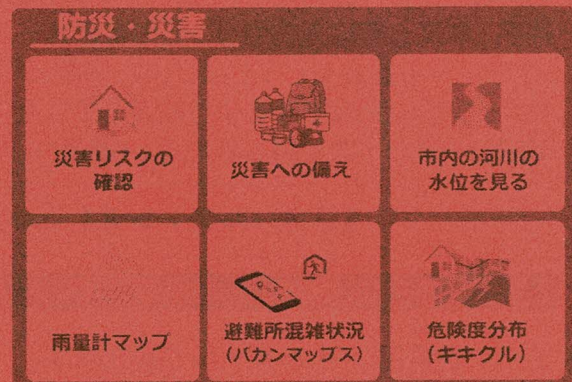 防災・災害
災害リスクの
確認
災害への備え
市内の河川の
水位を見る
雨量計マップ
避難所混雑状況
(バカンマップス)
危険度分布
(キキクル)